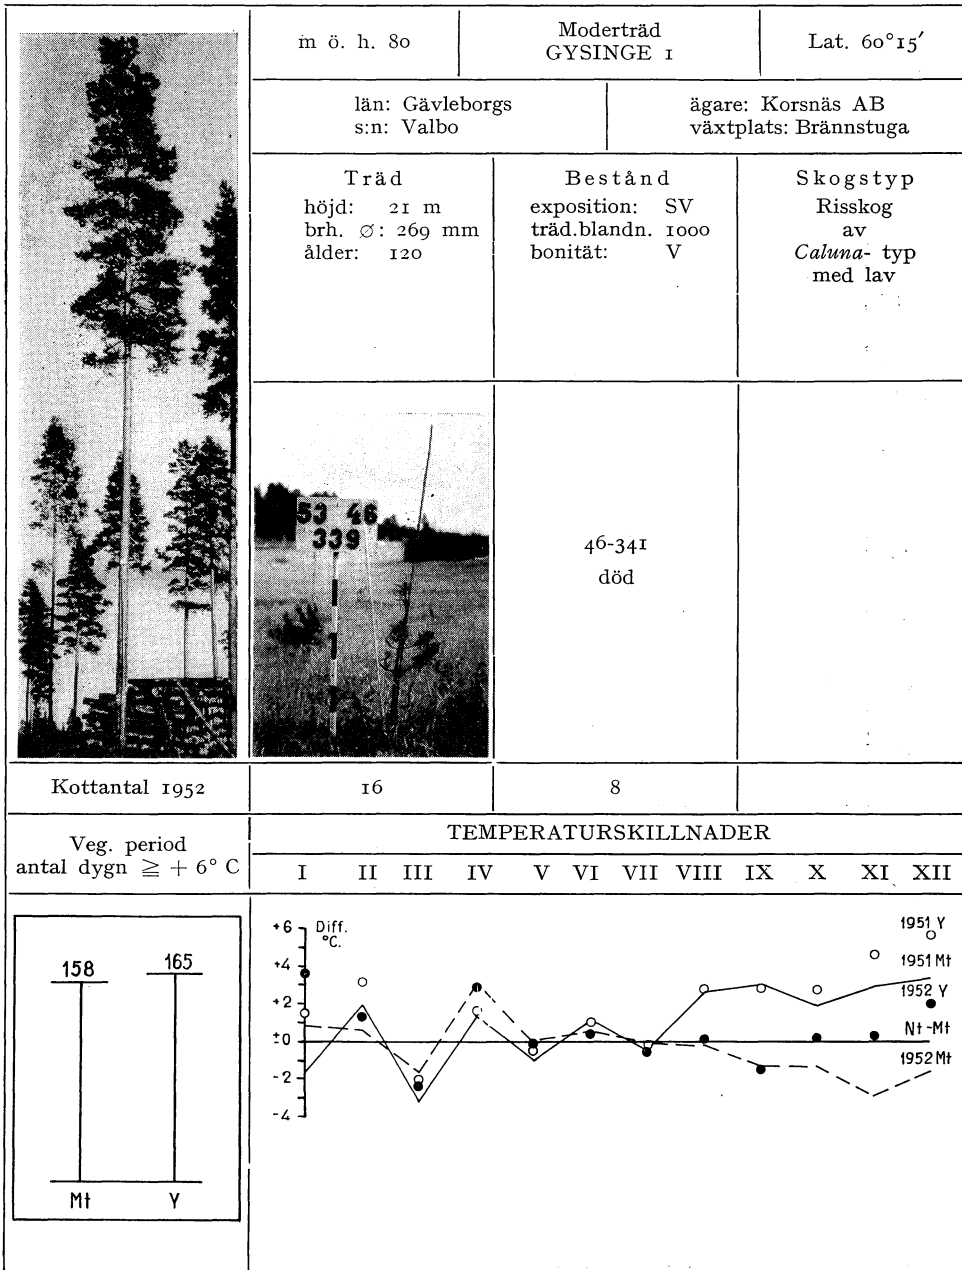 m ö. h. 80
Moderträd
GYSINGE 1
Lat. 60°15′
län: Gävleborgs
s:n: Valbo
ägare: Korsnäs AB
växtplats: Brännstuga
Träd
höjd: 21 m
brh. ∅: 269 mm
ålder: 120
Bestånd
exposition: SV
träd.blandn. 1000
bonität: V
Skogstyp
Risskog
av
Caluna- typ
med lav
53 46
339
46-341
död
Kottantal 1952
16
8
Veg. period
antal dygn ≧ + 6° C
TEMPERATURSKILLNADER
I II III IV V VI VII VIII IX X XI XII
158
165
Mt
Y
Diff.
°C.
+6
+4
+2
±0
-2
-4
1951 Y
1951 Mt
1952 Y
Nt-Mt
1952 Mt